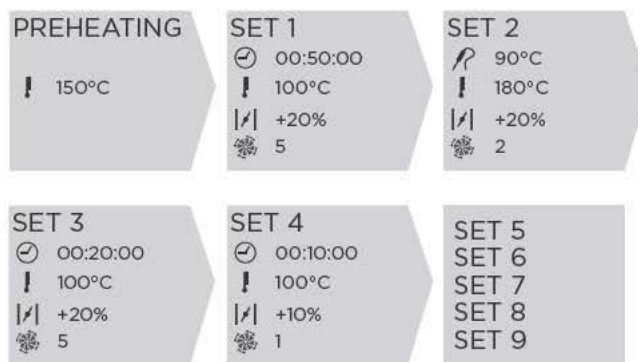 PREHEATING
150°C
SET 1
00:50:00
100°C
+20%
5
SET 2
90°C
180°C
+20%
2
SET 3
00:20:00
100°C
+20%
5
SET 4
00:10:00
100°C
+10%
1
SET 5
SET 6
SET 7
SET 8
SET 9